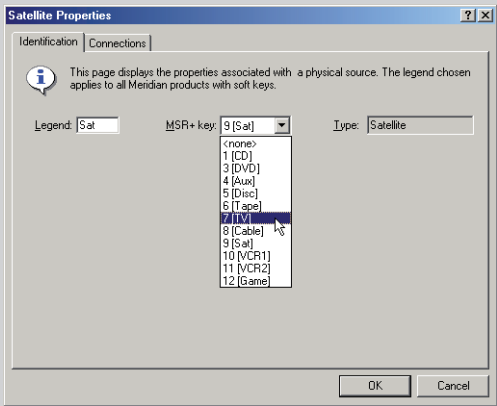 Satellite Properties
Identification Connections
This page displays the properties associated with a physical source. The legend chosen
applies to all Meridian products with soft keys.
Legend: Sat MSR+ key: 9 [Sat] Type: Satellite
<none>
1 [CD]
3 [DVD]
4 [Aux]
5 [Disc]
6 [Tape]
7 [TV]
8 [Cable]
9 [Sat]
10 [VCR1]
11 [VCR2]
12 [Game]
OK Cancel